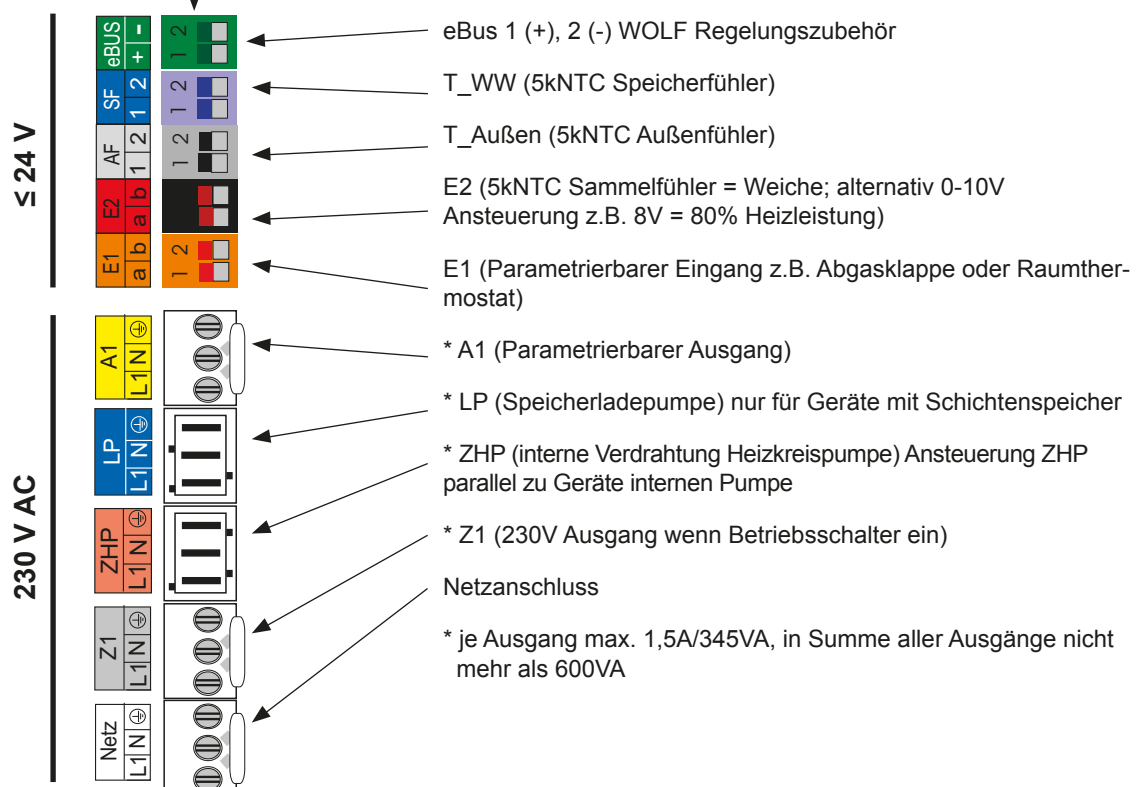 ≤ 24 V
eBUS
+ -
1 2
eBus 1 (+), 2 (-) WOLF Regelungszubehör
SF
1 2
1 2
T_WW (5kNTC Speicherfühler)
AF
1 2
1 2
T_Außen (5kNTC Außenfühler)
E2
a b
E2 (5kNTC Sammelfühler = Weiche; alternativ 0-10V
Ansteuerung z.B. 8V = 80% Heizleistung)
E1
a b
1 2
E1 (Parametrierbarer Eingang z.B. Abgasklappe oder Raumther-
mostat)
230 V AC
A1
L1 N
* A1 (Parametrierbarer Ausgang)
LP
L1 N
* LP (Speicherladepumpe) nur für Geräte mit Schichtenspeicher
ZHP
L1 N
* ZHP (interne Verdrahtung Heizkreispumpe) Ansteuerung ZHP
parallel zu Geräte internen Pumpe
Z1
L1 N
* Z1 (230V Ausgang wenn Betriebsschalter ein)
Netz
L1 N
Netzanschluss
* je Ausgang max. 1,5A/345VA, in Summe aller Ausgänge nicht
mehr als 600VA